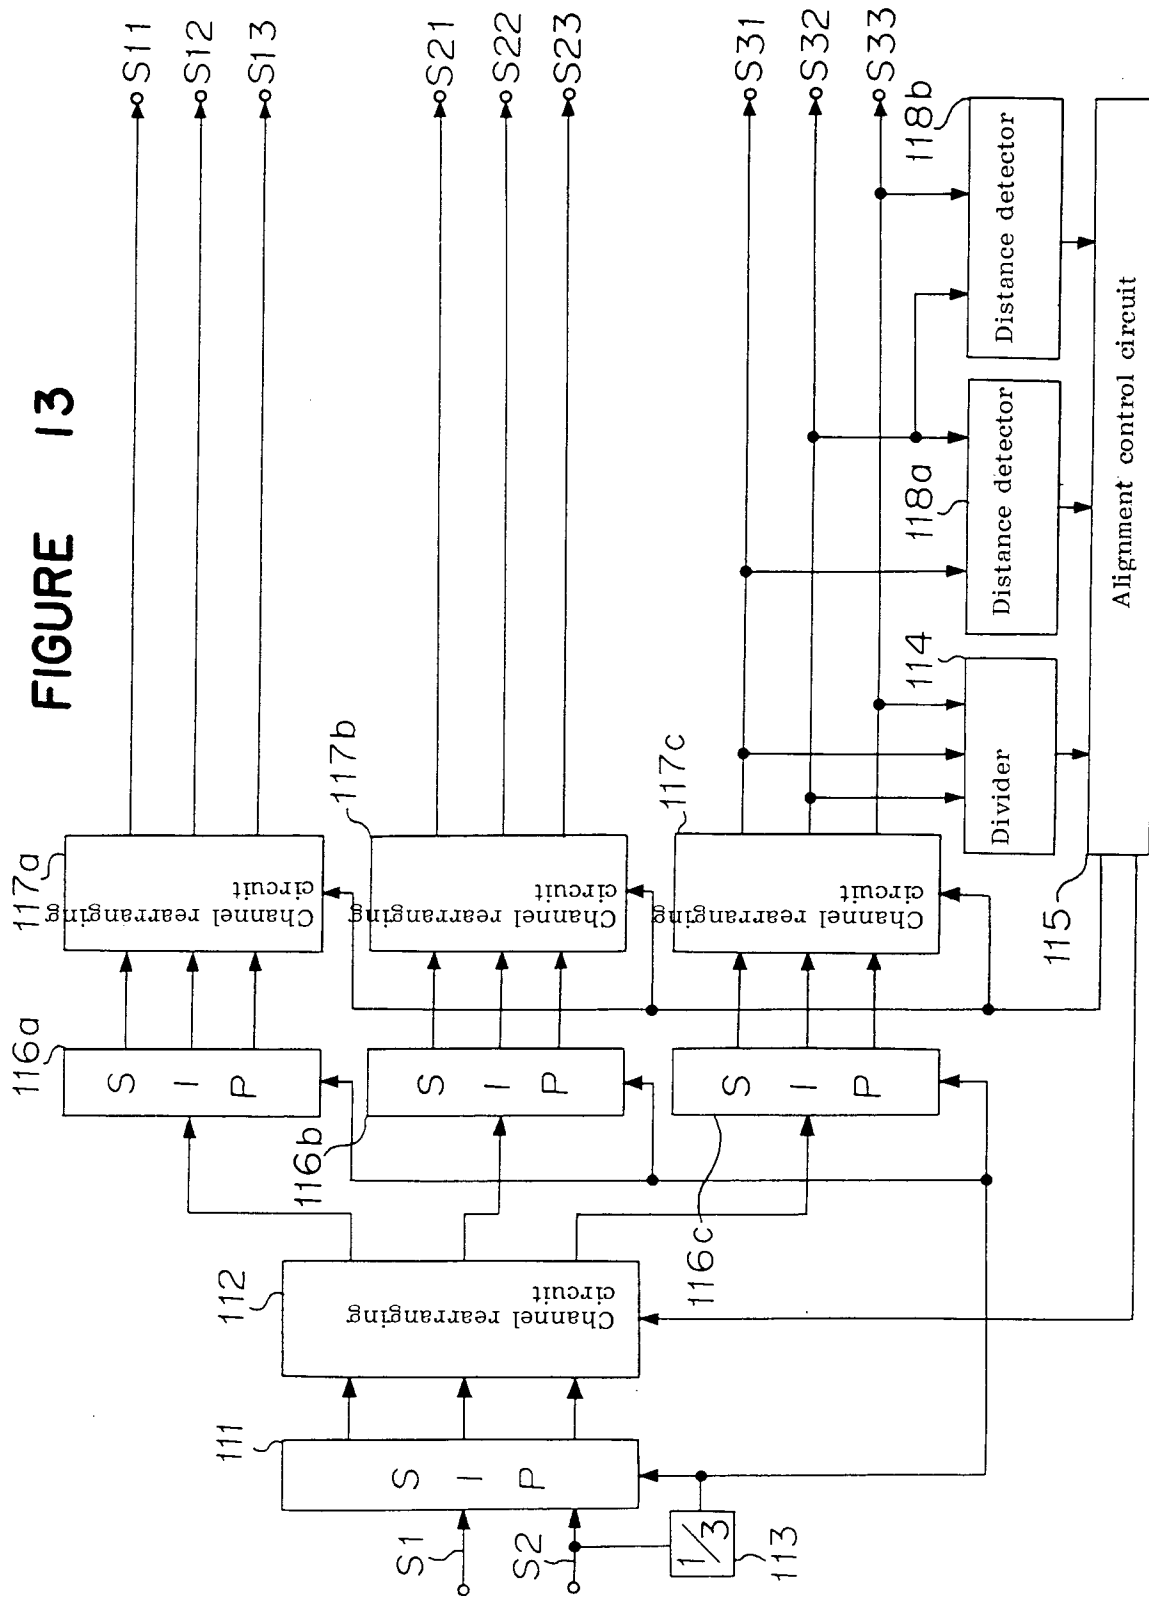 FIGURE 13
S1
S2
111
S
I
P
1/3
113
112
Channel rearranging
circuit
116a
S
I
P
116b
S
I
P
116c
S
I
P
117a
Channel rearranging
circuit
117b
Channel rearranging
circuit
117c
Channel rearranging
circuit
S11
S12
S13
S21
S22
S23
S31
S32
S33
114
Divider
118a
Distance detector
118b
Distance detector
115
Alignment control circuit